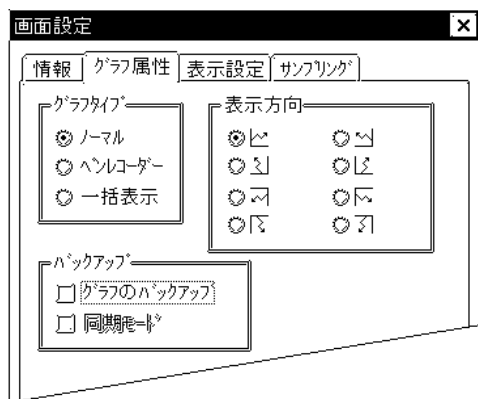 画面設定
情報 グラフ属性 表示設定 サンプリング
グラフタイプ
ノーマル
ペンレコーダー
一括表示
表示方向
バックアップ
グラフのバックアップ
同期モード